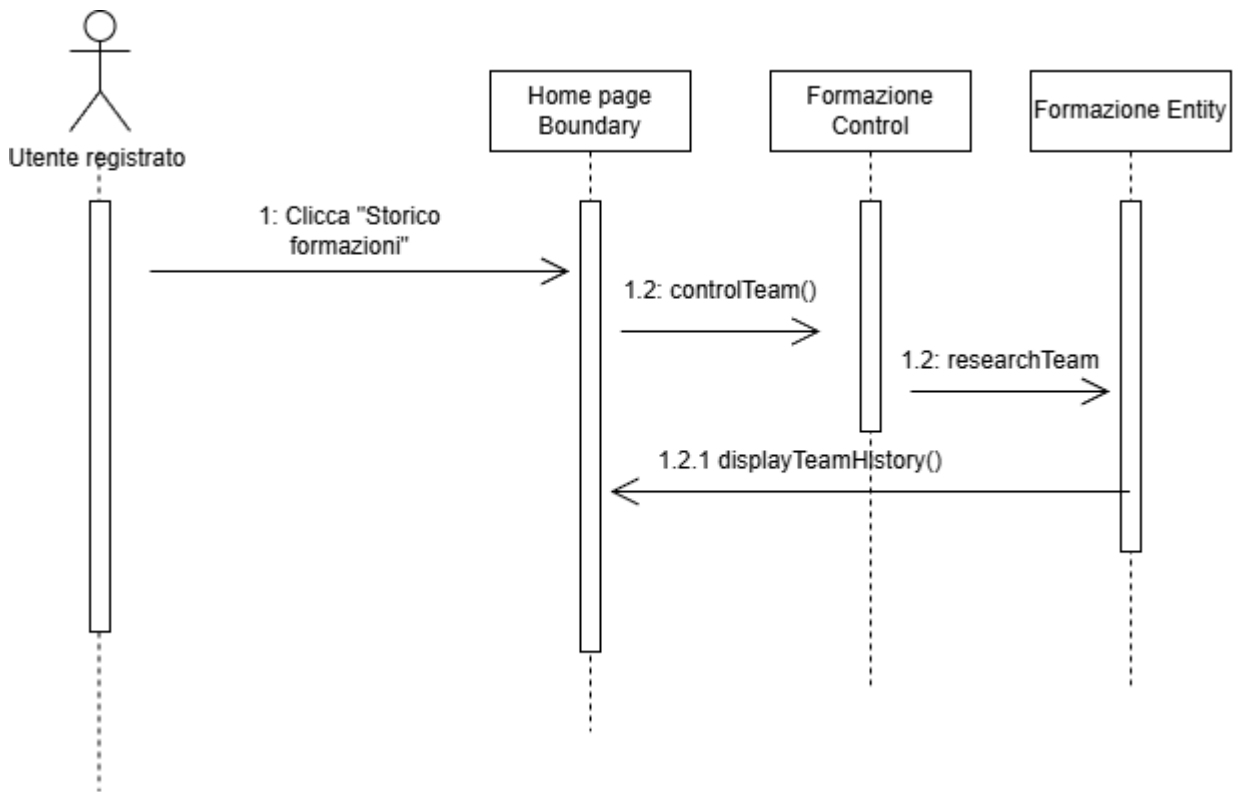 Home page
Boundary
Formazione
Control
Formazione Entity
Utente registrato
1: Clicca "Storico
formazioni"
1.2: controlTeam()
1.2: researchTeam
1.2.1 displayTeamHIstory()